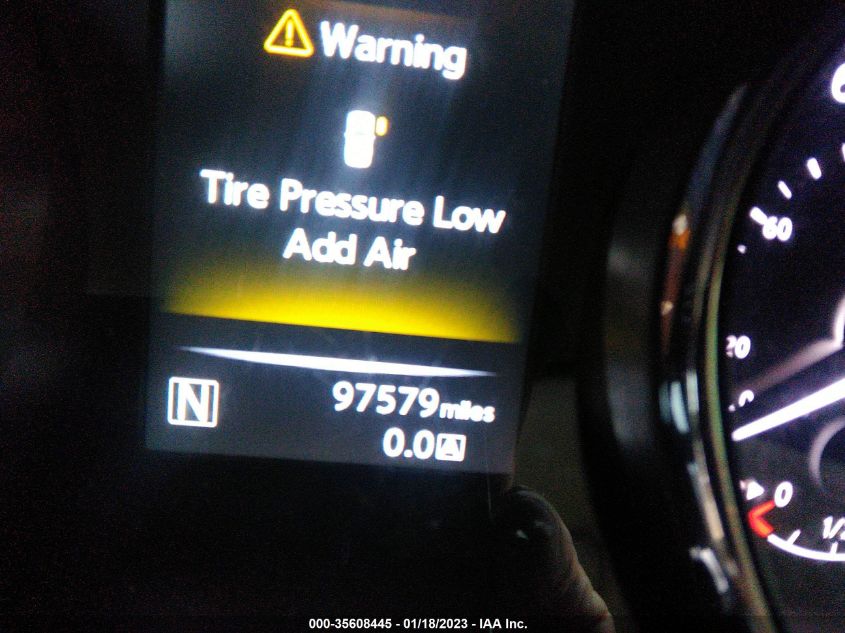 Warning
Tire Pressure Low
Add Air
N
97579 miles
0.0 A
60
20
0
0
000-35608445 - 01/18/2023 - IAA Inc.